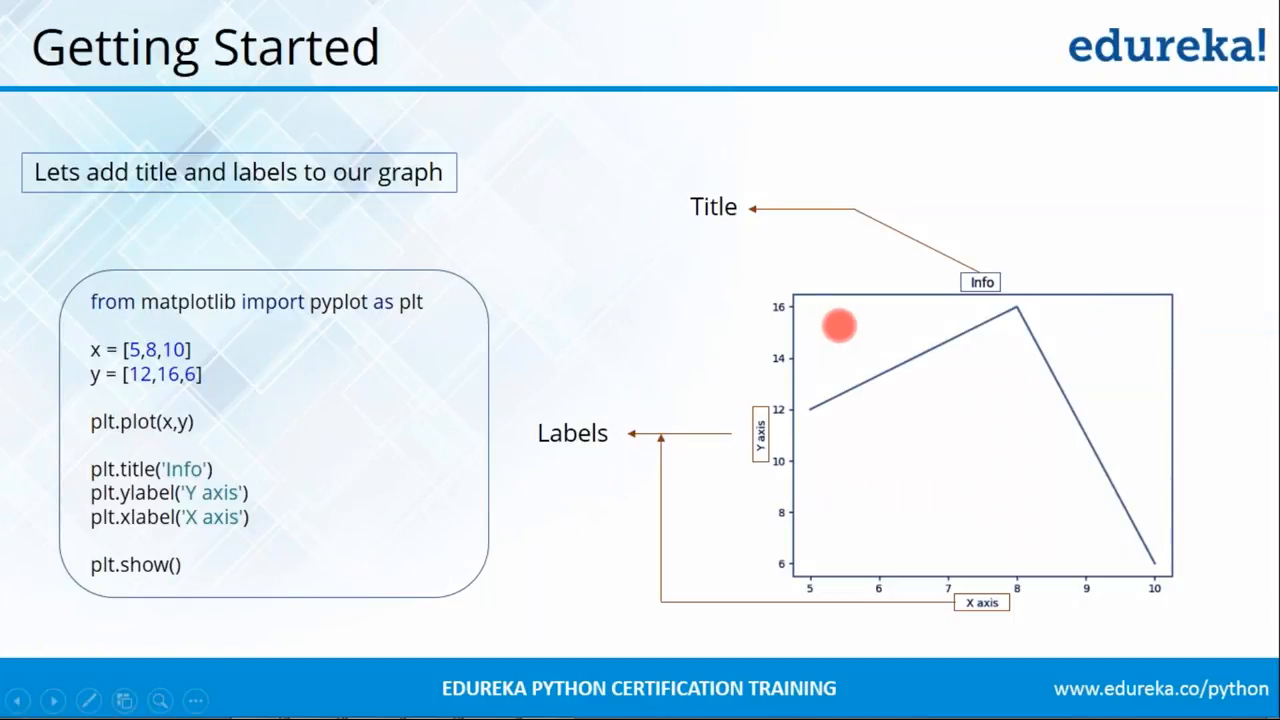 Getting Started
edureka!
Lets add title and labels to our graph
from matplotlib import pyplot as plt
x = [5,8,10]
y = [12,16,6]
plt.plot(x,y)
plt.title('Info')
plt.ylabel('Y axis')
plt.xlabel('X axis')
plt.show()
Title
Info
Labels
Y axis
16
14
12
10
8
6
5 6 7 8 9 10
X axis
EDUREKA PYTHON CERTIFICATION TRAINING
www.edureka.co/python